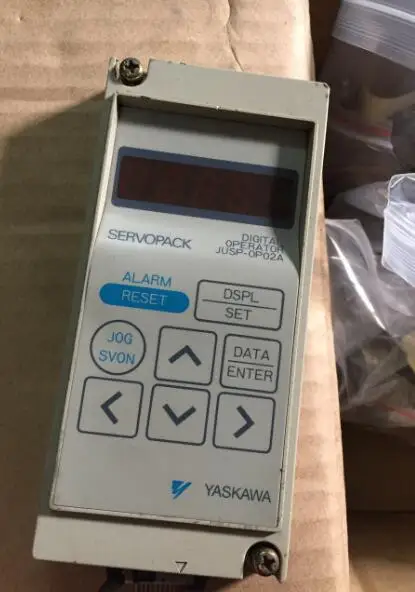 SERVOPACK
DIGITAL
OPERATOR
JUSP-OP02A
ALARM
RESET
DSPL
SET
JOG
SVON
DATA
ENTER
YASKAWA